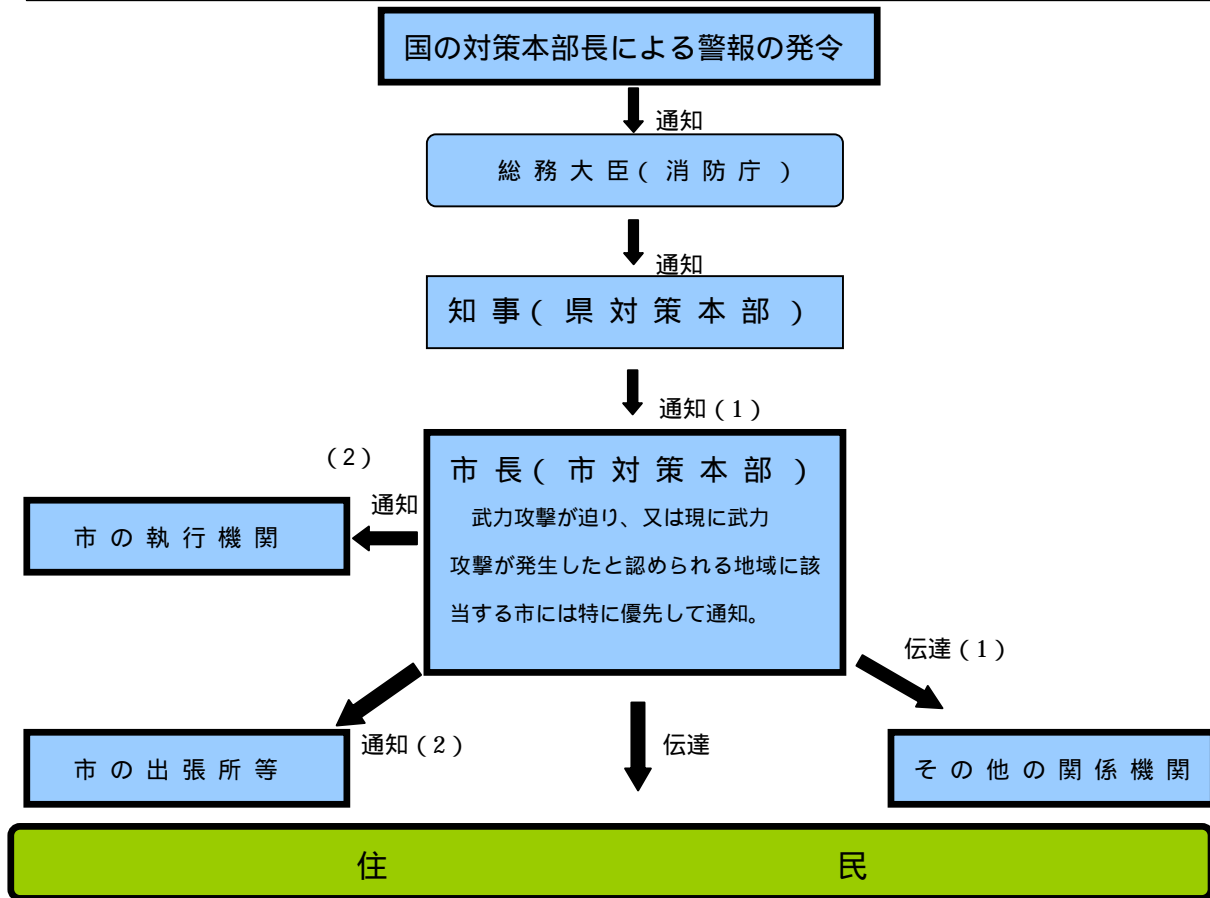 国の対策本部長による警報の発令
通知
総務大臣(消防庁)
通知
知事(県対策本部)
通知(1)
市長(市対策本部)
武力攻撃が迫り、又は現に武力
攻撃が発生したと認められる地域に該
当する市には特に優先して通知。
(2)
通知
市の執行機関
伝達(1)
通知(2)
伝達
市の出張所等
その他の関係機関
住民